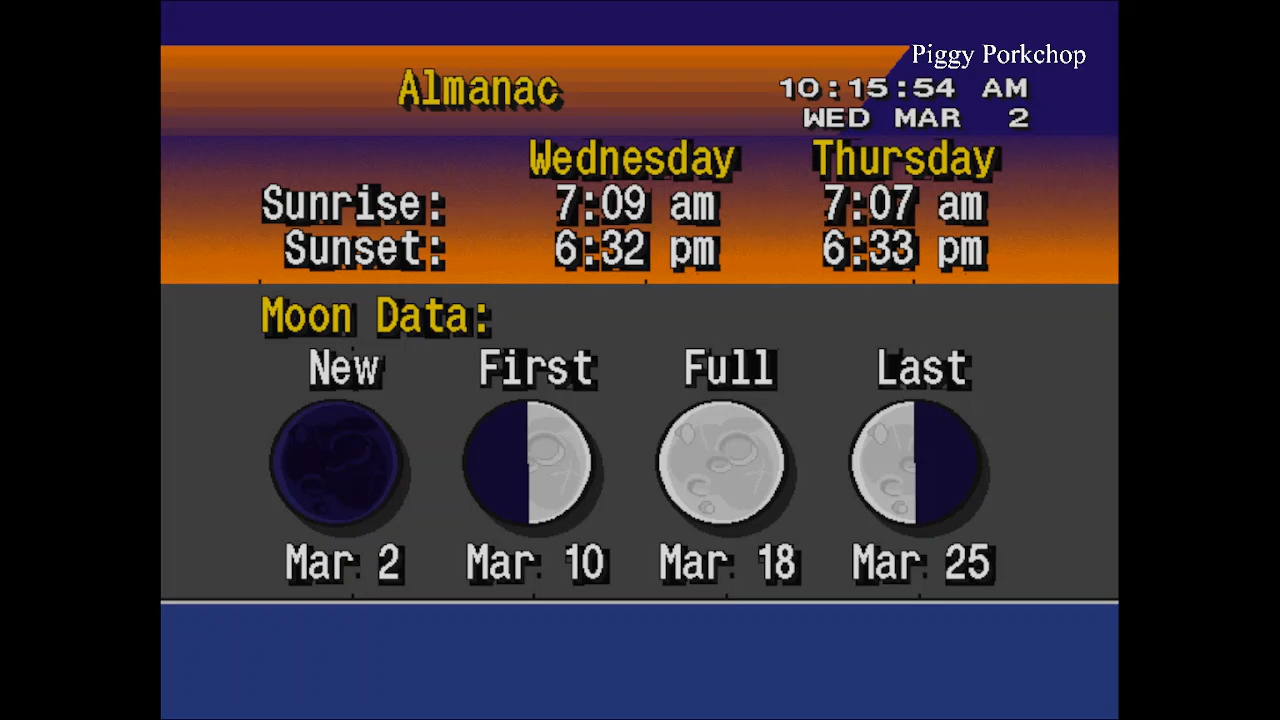 Piggy Porkchop
Almanac
10:15:54 AM
WED MAR 2
Wednesday Thursday
Sunrise: 7:09 am 7:07 am
Sunset: 6:32 pm 6:33 pm
Moon Data:
New First Full Last
Mar 2 Mar 10 Mar 18 Mar 25